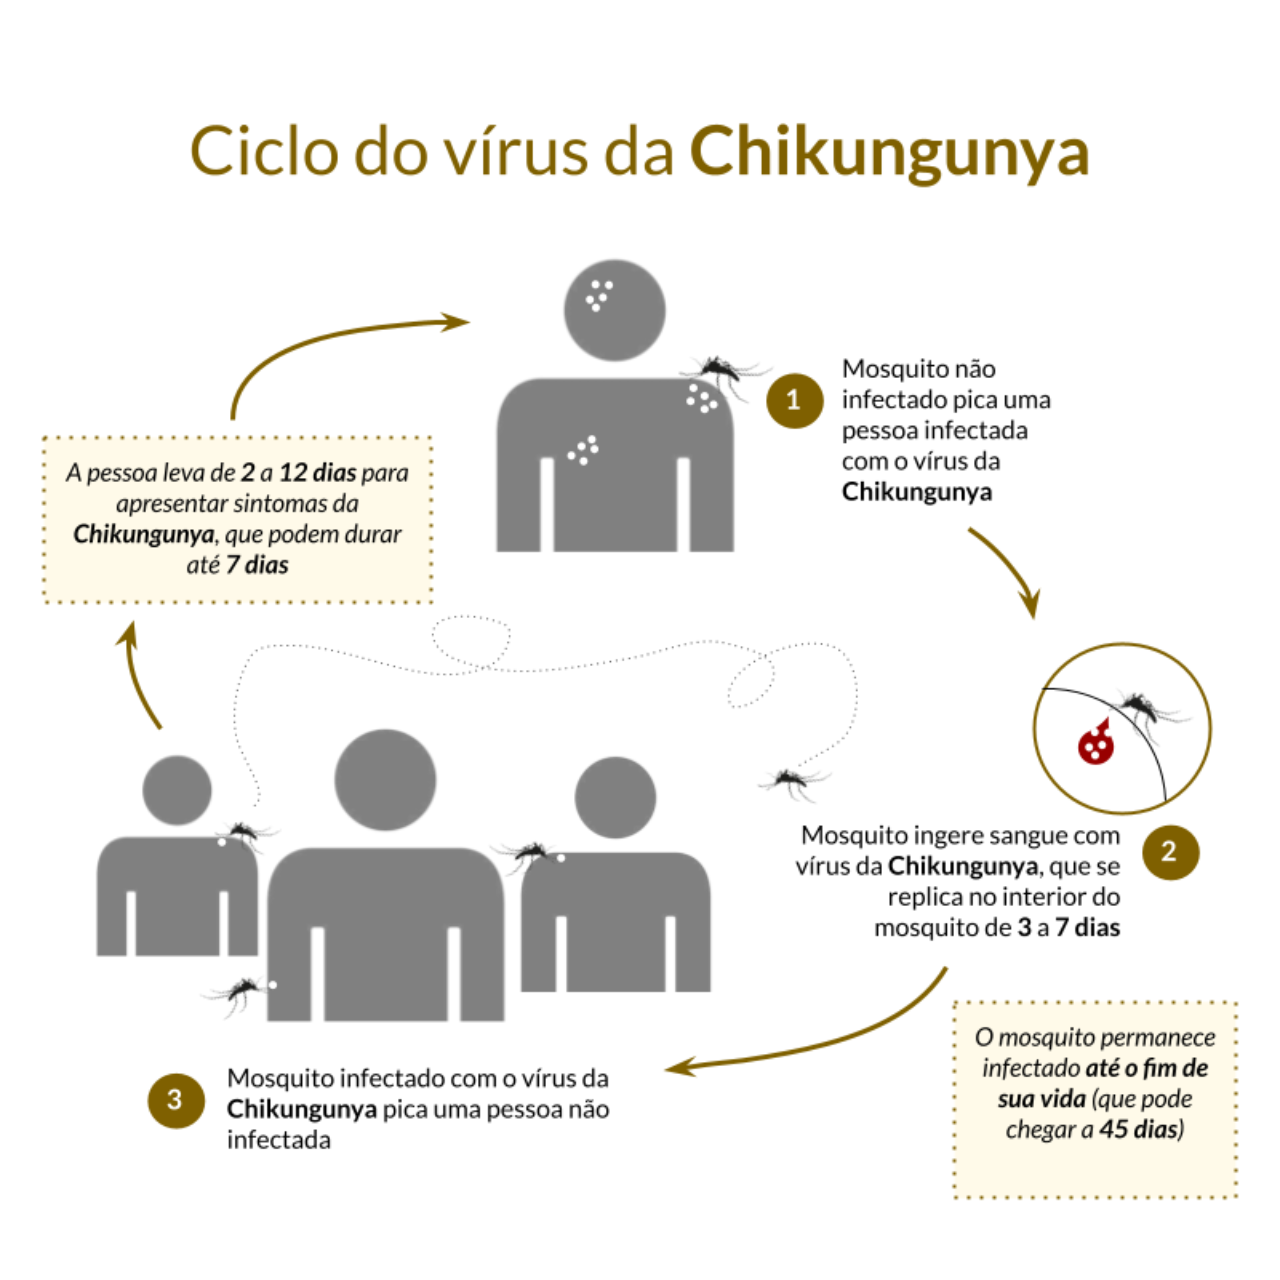 Ciclo do vírus da Chikungunya
1
Mosquito não
infectado pica uma
pessoa infectada
com o vírus da
Chikungunya
A pessoa leva de 2 a 12 dias para
apresentar sintomas da
Chikungunya, que podem durar
até 7 dias
Mosquito ingere sangue com
vírus da Chikungunya, que se
replica no interior do
mosquito de 3 a 7 dias
2
O mosquito permanece
infectado até o fim de
sua vida (que pode
chegar a 45 dias)
3
Mosquito infectado com o vírus da
Chikungunya pica uma pessoa não
infectada